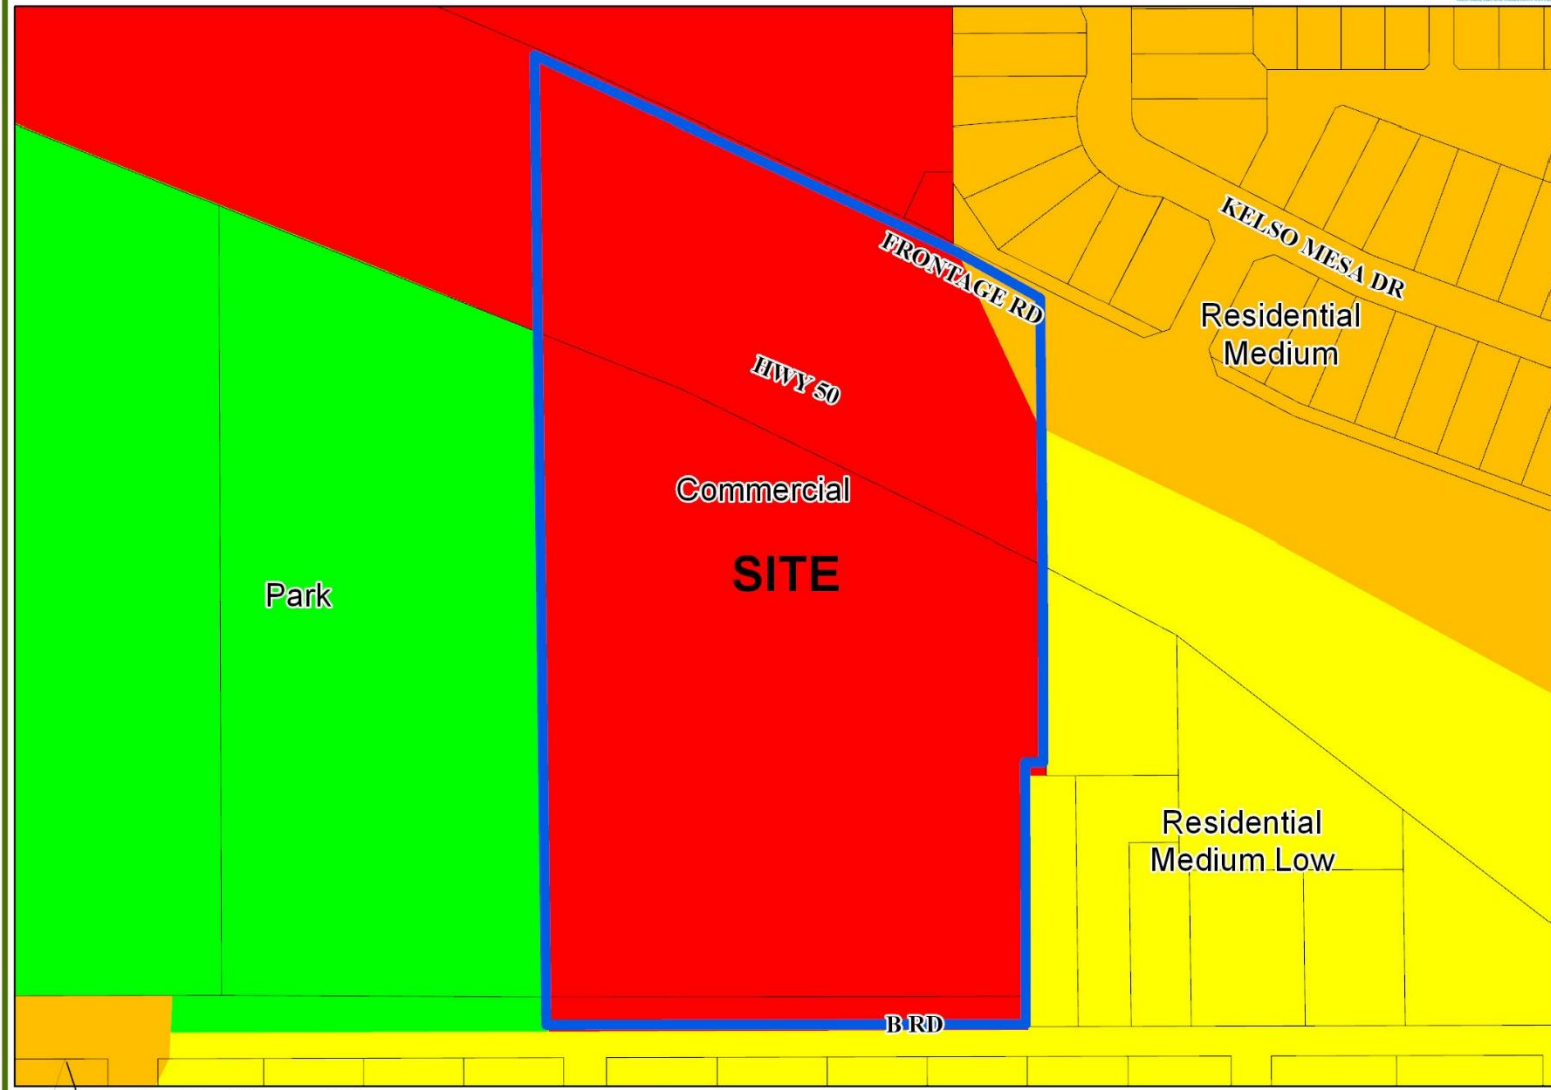 KELSO MESA DR
FRONTAGE RD
Residential
Medium
HWY 50
Commercial
SITE
Park
Residential
Medium Low
B RD